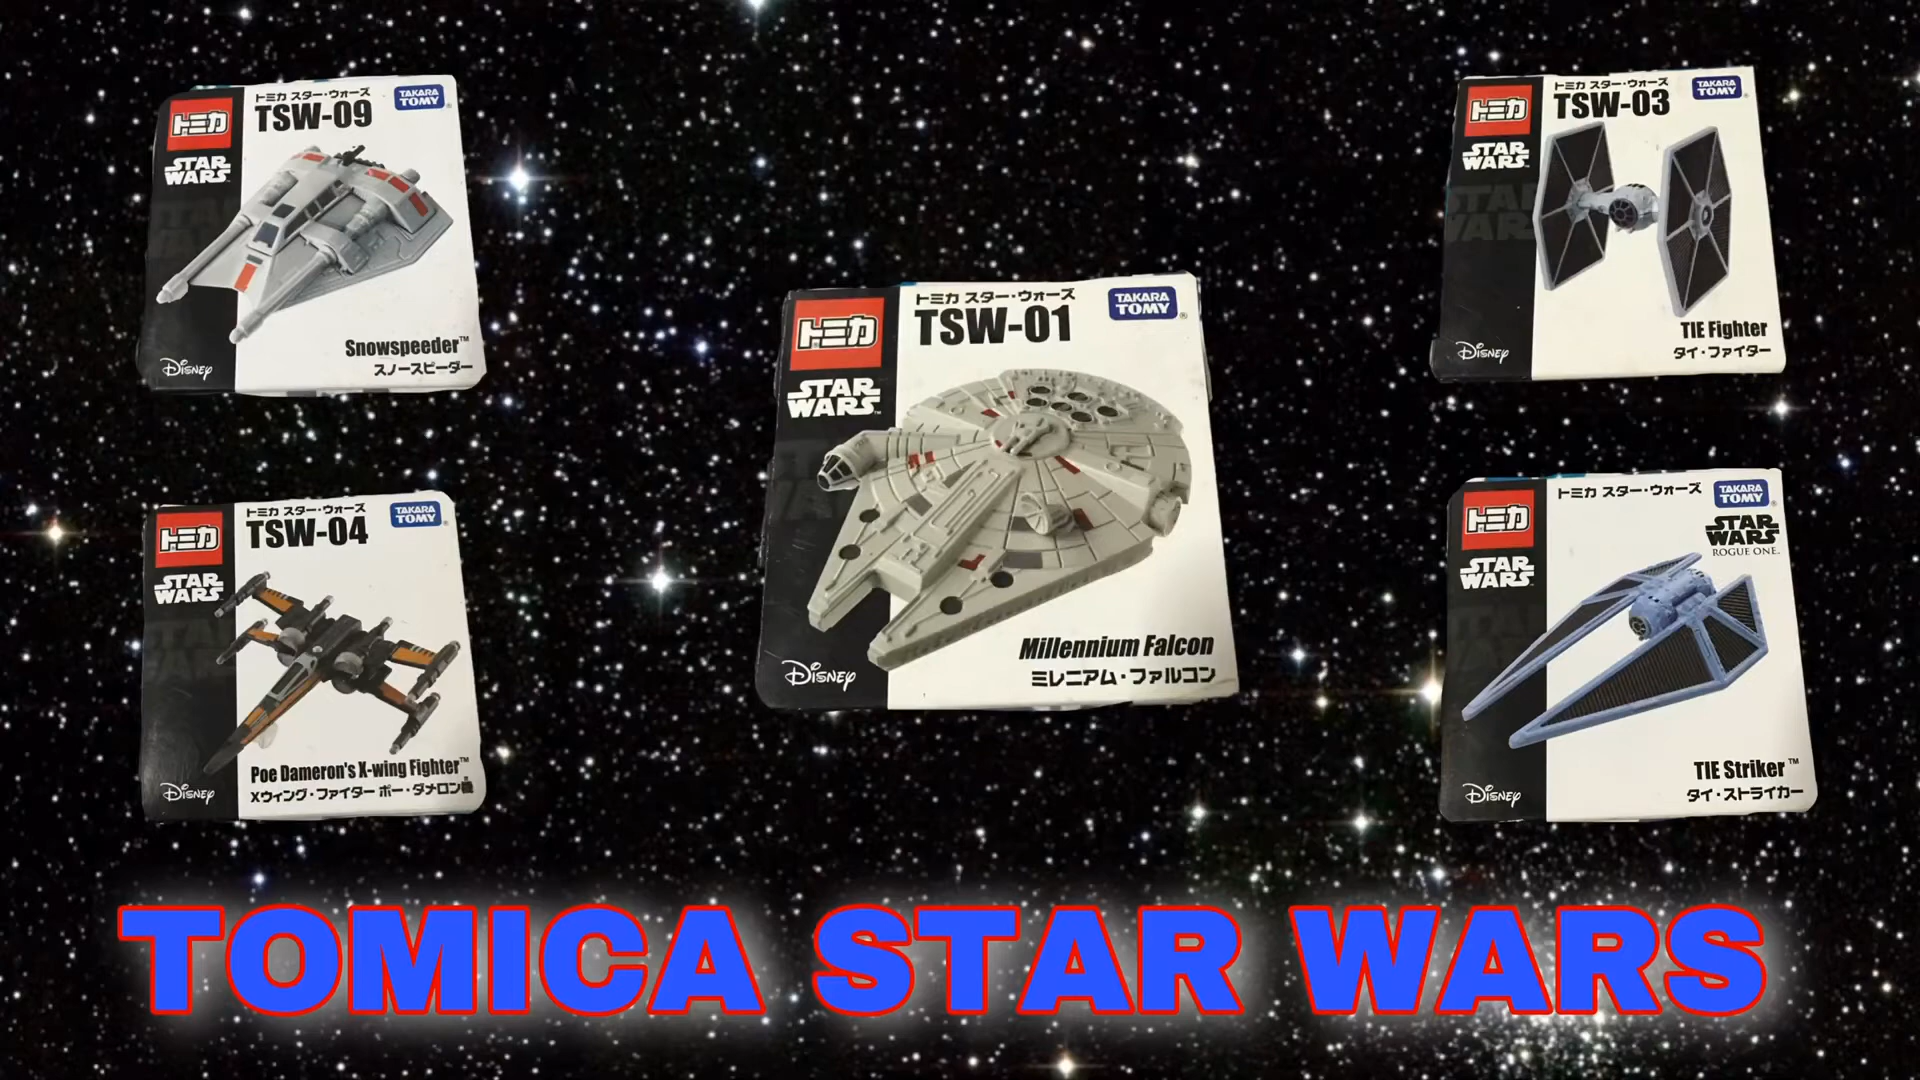 トミカ スター・ウォーズ
TSW-09
TAKARA
TOMY
トミカ
STAR
WARS
Snowspeeder™
スノースピーダー
Disney
トミカ スター・ウォーズ
TSW-03
TAKARA
TOMY
トミカ
STAR
WARS
TIE Fighter
タイ・ファイター
Disney
トミカ スター・ウォーズ
TSW-01
TAKARA
TOMY
®
トミカ
STAR
WARS™
Millennium Falcon
ミレニアム・ファルコン
Disney
トミカ スター・ウォーズ
TSW-04
TAKARA
TOMY
トミカ
STAR
WARS
Poe Dameron's X-wing Fighter™
Xウィング・ファイター ポー・ダメロン機
Disney
トミカ スター・ウォーズ
TAKARA
TOMY
トミカ
STAR
WARS
STAR
WARS
ROGUE ONE.
TIE Striker™
タイ・ストライカー
Disney
TOMICA STAR WARS